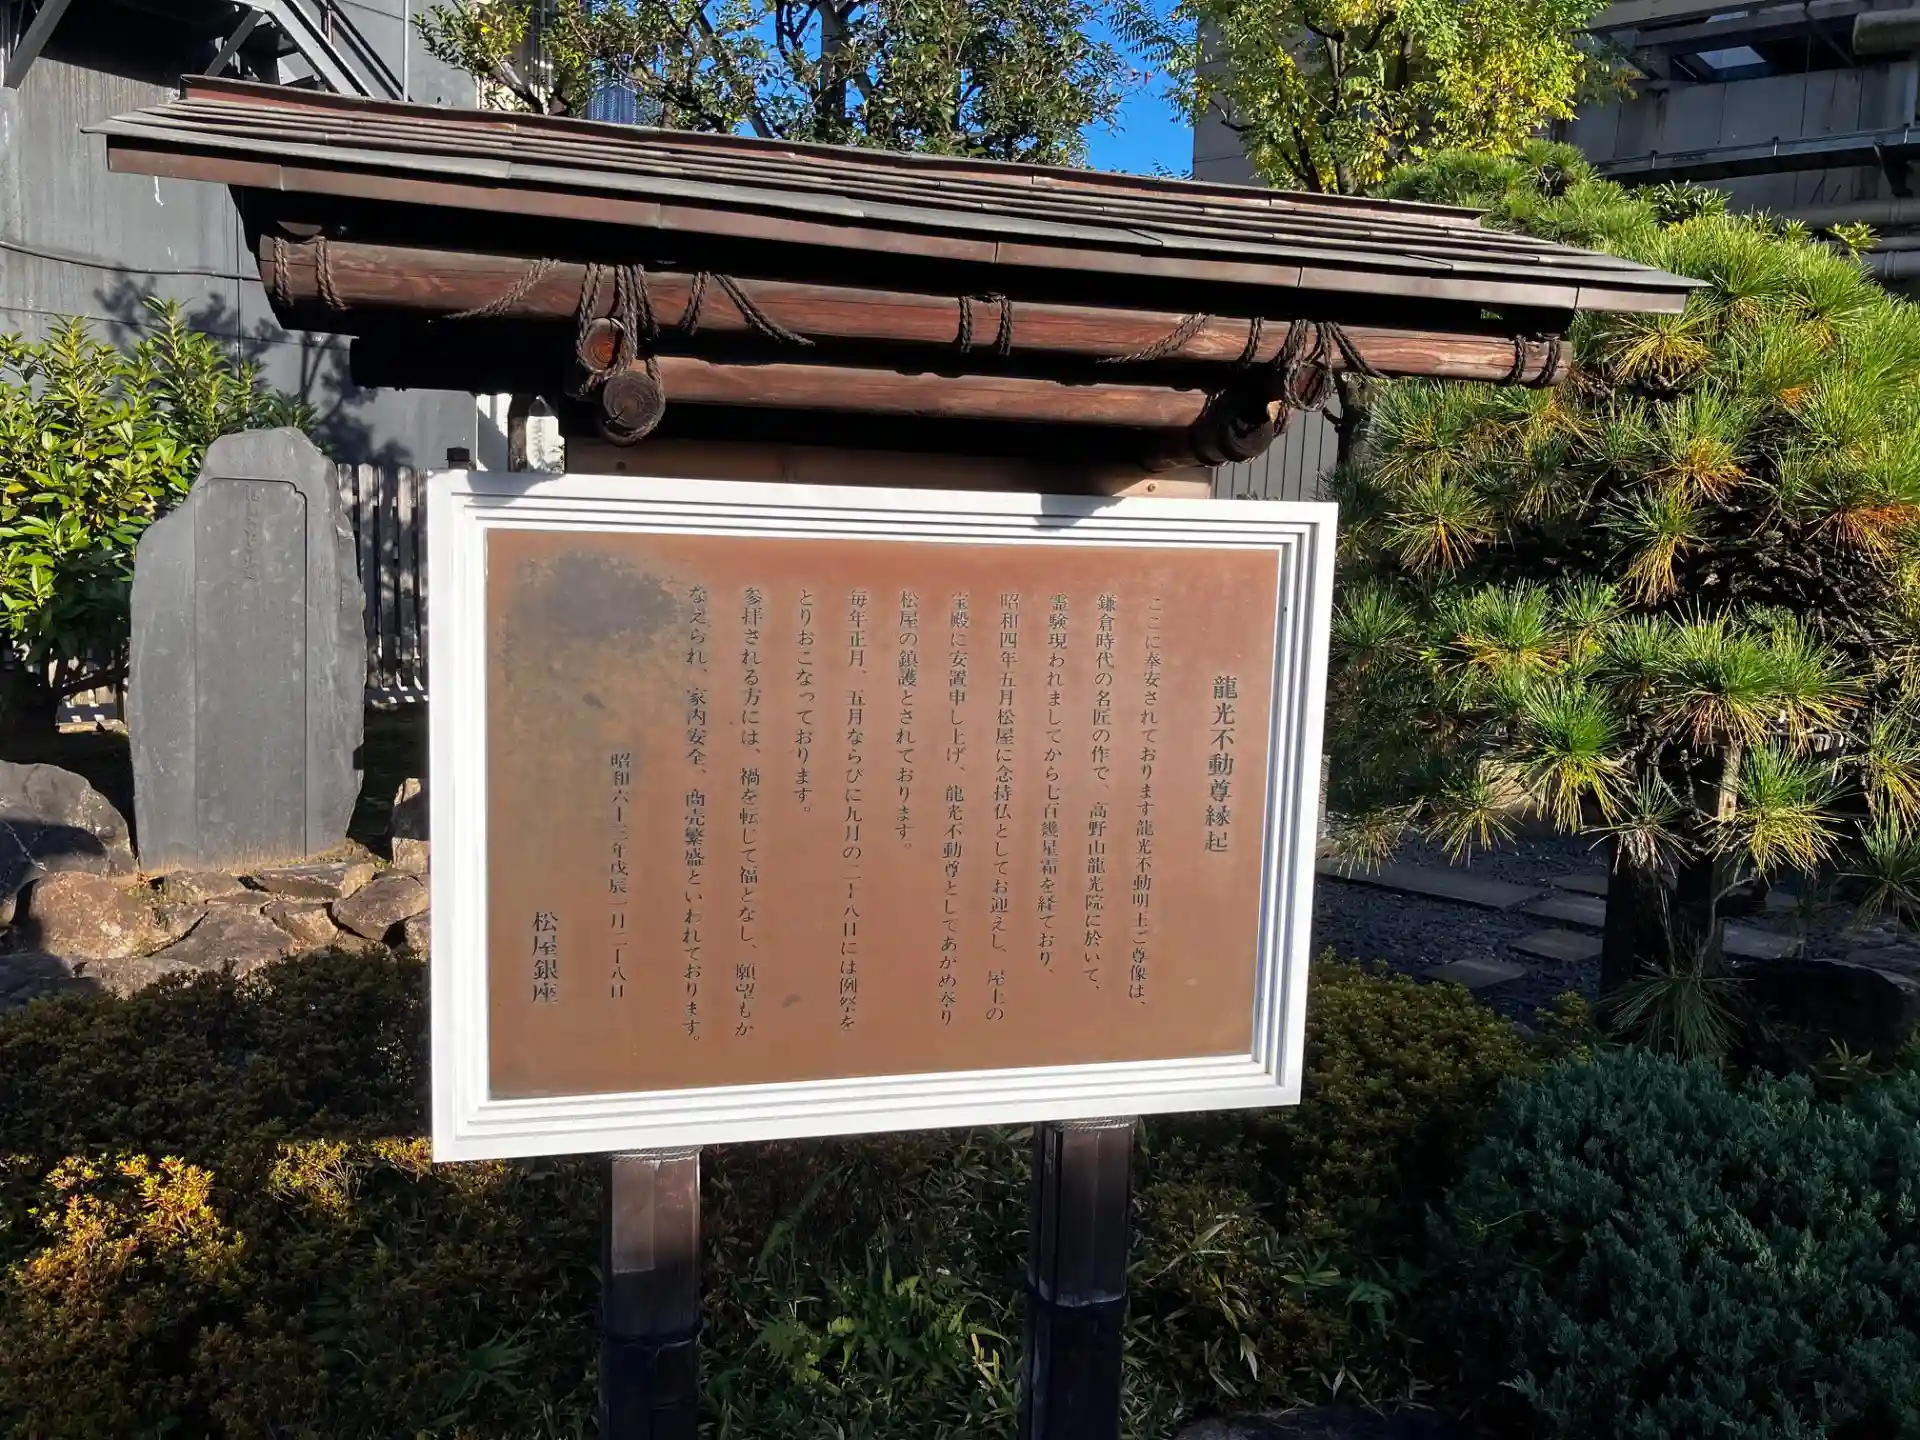 龍光不動尊縁起
ここに奉安されております龍光不動明王ご尊像は、
鎌倉時代の名匠の作で、高野山龍光院に於いて、
霊験現われましてから七百幾星霜を経ており、
昭和四年五月松屋に念持仏としてお迎えし、屋上の
宝殿に安置申し上げ、龍光不動尊としてあがめ奉り
松屋の鎮護とされております。
毎年正月、五月ならびに九月の二十八日には例祭を
とりおこなっております。
参拝される方には、禍を転じて福となし、願望もか
なえられ、家内安全、商売繁盛といわれております。
昭和六十三年戊辰一月二十八日
松屋銀座